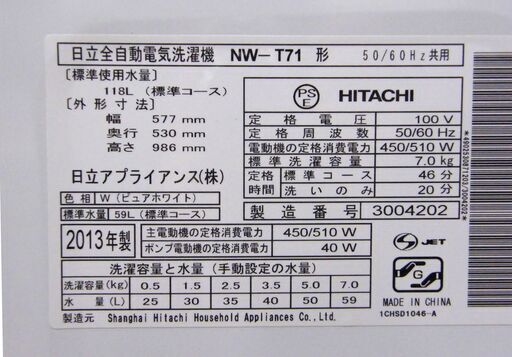 日立全自動電気洗濯機 NW-T71 形 50/60Hz共用
[標準使用水量]
118L (標準コース)
[外形寸法]
幅 577 mm
奥行 530 mm
高さ 986 mm
日立アプライアンス(株)
色相 W(ピュアホワイト)
標準水量 59L(標準コース)
PS
E
HITACHI
定格電圧 100 V
定格周波数 50/60 Hz
電動機の定格消費電力 450/510 W
標準洗濯容量 7.0 kg
定格時間 標準コース 46分
洗いのみ 20分
製造番号 3004202
2013年製
主電動機の定格消費電力 450/510 W
ポンプ電動機の定格消費電力 40 W
洗濯容量と水量(手動設定の水量)
洗濯容量(kg) 0.5 1.5 2.5 3.5 5.0 7.0
水量(L) 25 30 35 40 50 59
製造元 Shanghai Hitachi Household Appliances Co.,Ltd.
S JET
G
MADE IN CHINA
1CHSD1046-A